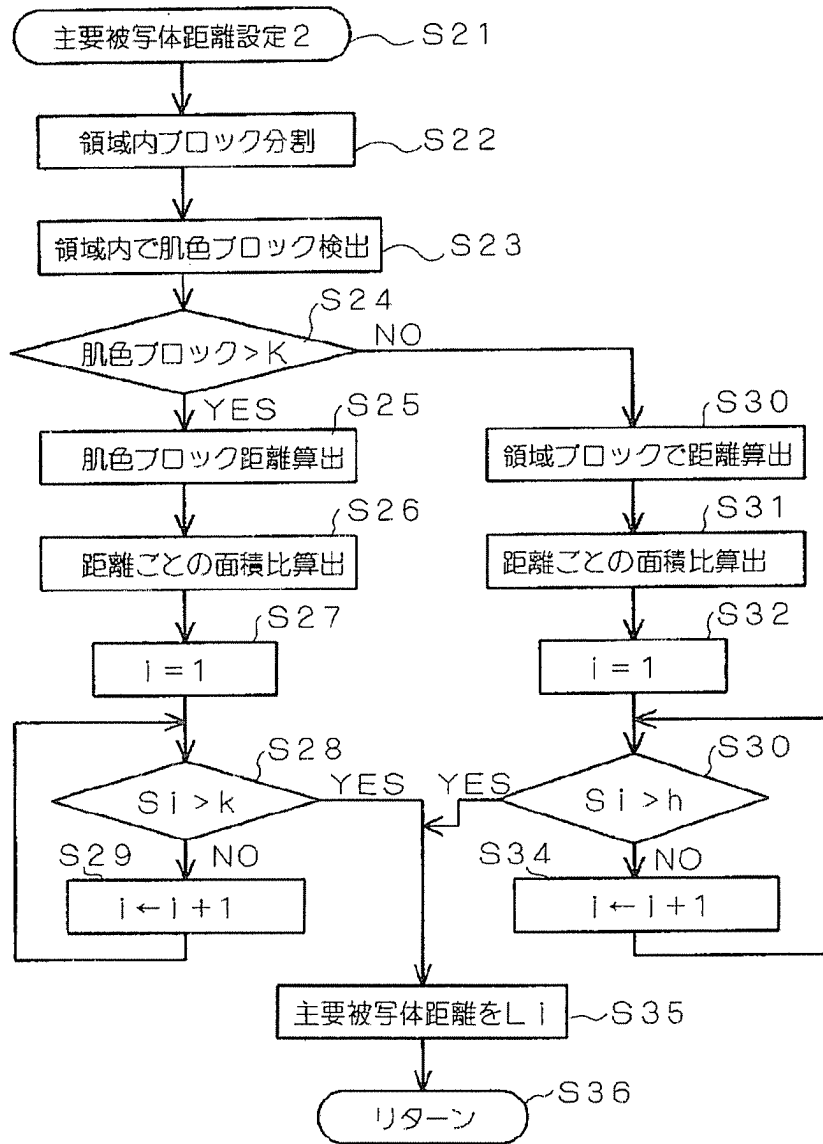 主要被写体距離設定2
S21
領域内ブロック分割
S22
領域内で肌色ブロック検出
S23
S24
肌色ブロック>K
NO
YES
S25
肌色ブロック距離算出
S26
距離ごとの面積比算出
S27
i=1
S28
Si>k
YES
NO
S29
i←i+1
S30
領域ブロックで距離算出
S31
距離ごとの面積比算出
S32
i=1
S30
Si>h
YES
NO
S34
i←i+1
主要被写体距離をLi
S35
リターン
S36